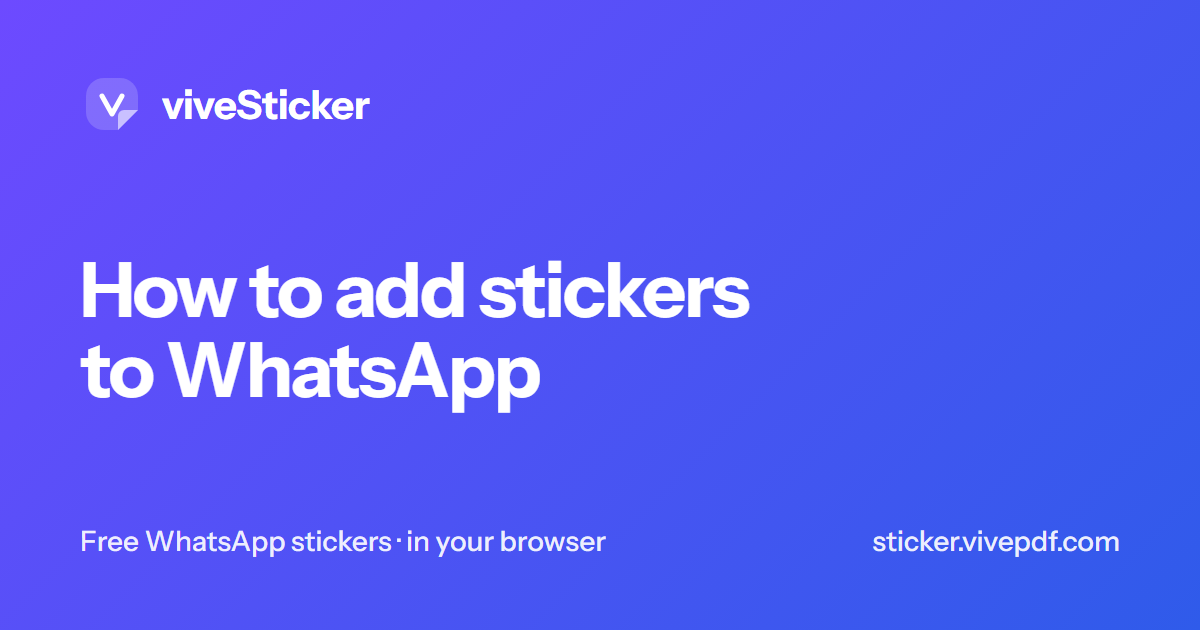 viveSticker
How to add stickers
to WhatsApp
Free WhatsApp stickers · in your browser
sticker.vivepdf.com